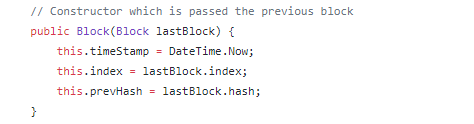 // Constructor which is passed the previous block
public Block(Block lastBlock) {
    this.timeStamp = DateTime.Now;
    this.index = lastBlock.index;
    this.prevHash = lastBlock.hash;
}